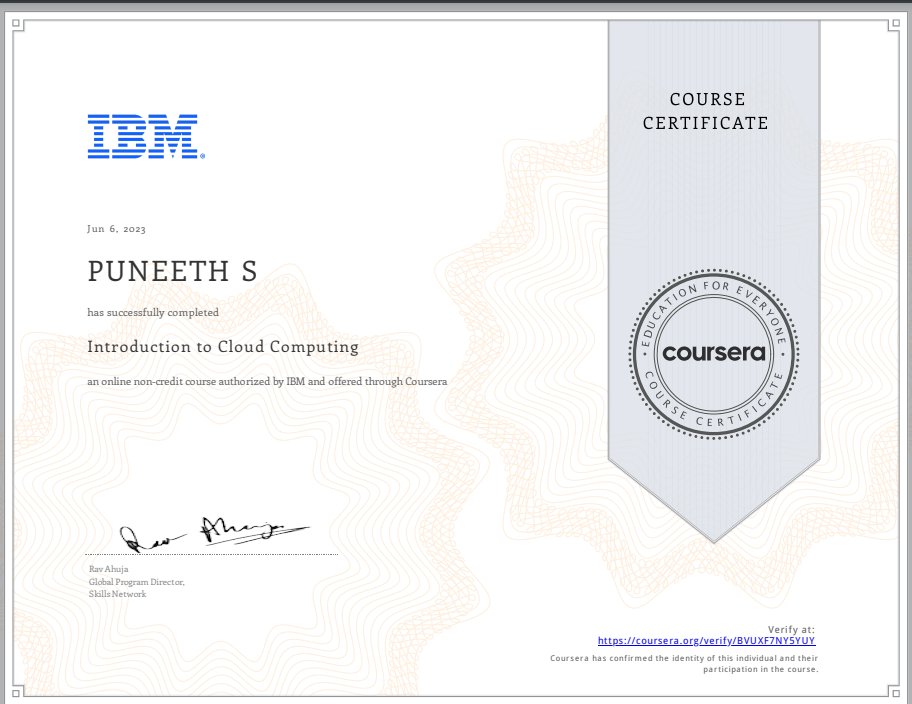 COURSE
CERTIFICATE
IBM
Jun 6, 2023
PUNEETH S
has successfully completed
Introduction to Cloud Computing
an online non-credit course authorized by IBM and offered through Coursera
EDUCATION FOR EVERYONE
coursera
COURSE CERTIFICATE
Rav Ahuja
Rav Ahuja
Global Program Director,
Skills Network
Verify at:
https://coursera.org/verify/BVUXF7NY5YUY
Coursera has confirmed the identity of this individual and their
participation in the course.